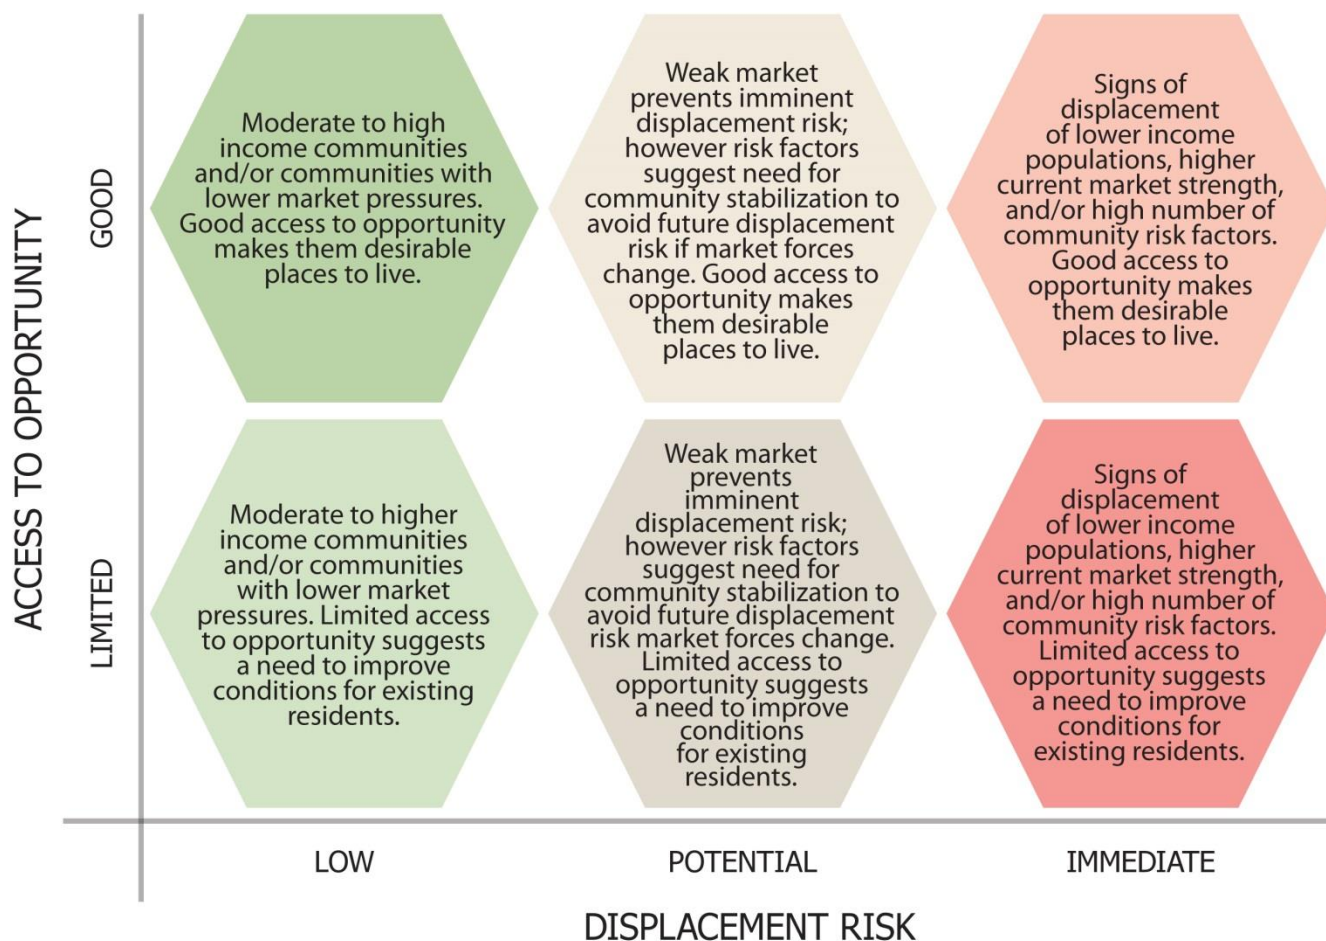 ACCESS TO OPPORTUNITY
GOOD
Moderate to high
income communities
and/or communities with
lower market pressures.
Good access to opportunity
makes them desirable
places to live.
Weak market
prevents imminent
displacement risk;
however risk factors
suggest need for
community stabilization to
avoid future displacement
risk if market forces
change. Good access to
opportunity makes
them desirable
places to live.
Signs of
displacement
of lower income
populations, higher
current market strength,
and/or high number of
community risk factors.
Good access to
opportunity makes
them desirable
places to live.
LIMITED
Moderate to higher
income communities
and/or communities
with lower market
pressures. Limited access
to opportunity suggests
a need to improve
conditions for existing
residents.
Weak market
prevents
imminent
displacement risk;
however risk factors
suggest need for
community stabilization to
avoid future displacement
risk market forces change.
Limited access to
opportunity suggests
a need to improve
conditions
for existing
residents.
Signs of
displacement
of lower income
populations, higher
current market strength,
and/or high number of
community risk factors.
Limited access to
opportunity suggests
a need to improve
conditions for
existing residents.
LOW
POTENTIAL
IMMEDIATE
DISPLACEMENT RISK